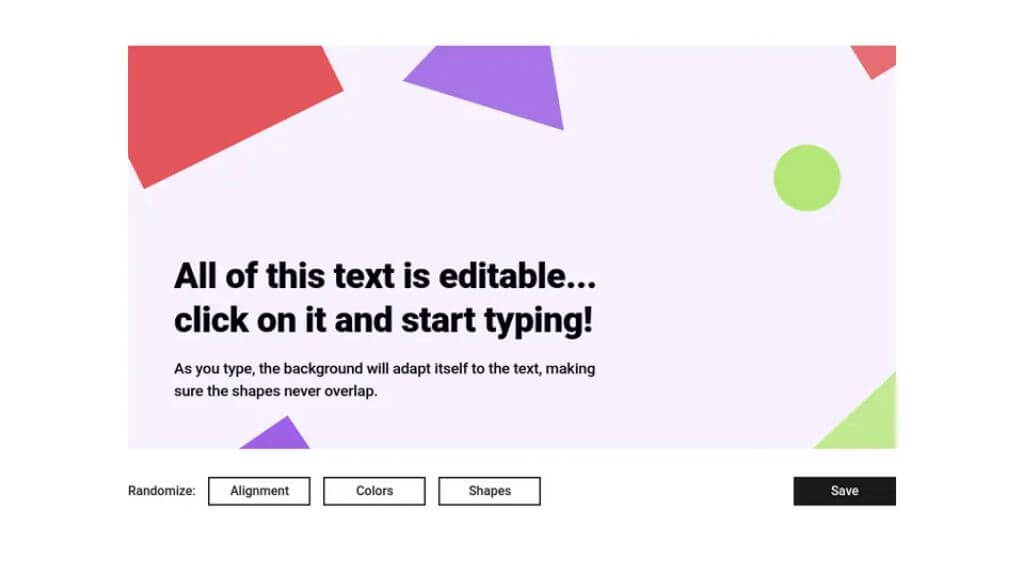 All of this text is editable...
click on it and start typing!
As you type, the background will adapt itself to the text, making
sure the shapes never overlap.
Randomize: Alignment Colors Shapes Save